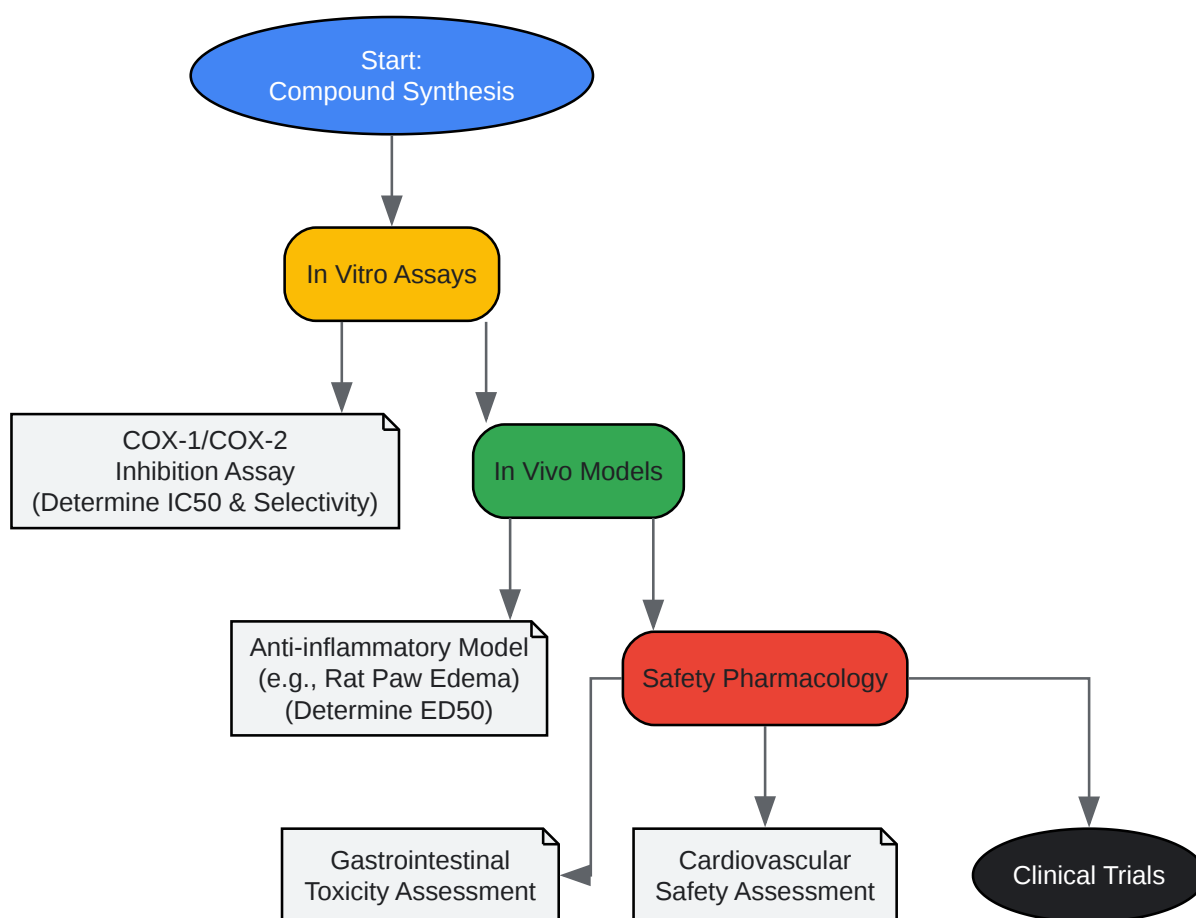 Start:
Compound Synthesis
In Vitro Assays
COX-1/COX-2
Inhibition Assay
(Determine IC50 & Selectivity)
In Vivo Models
Anti-inflammatory Model
(e.g., Rat Paw Edema)
(Determine ED50)
Safety Pharmacology
Gastrointestinal
Toxicity Assessment
Cardiovascular
Safety Assessment
Clinical Trials